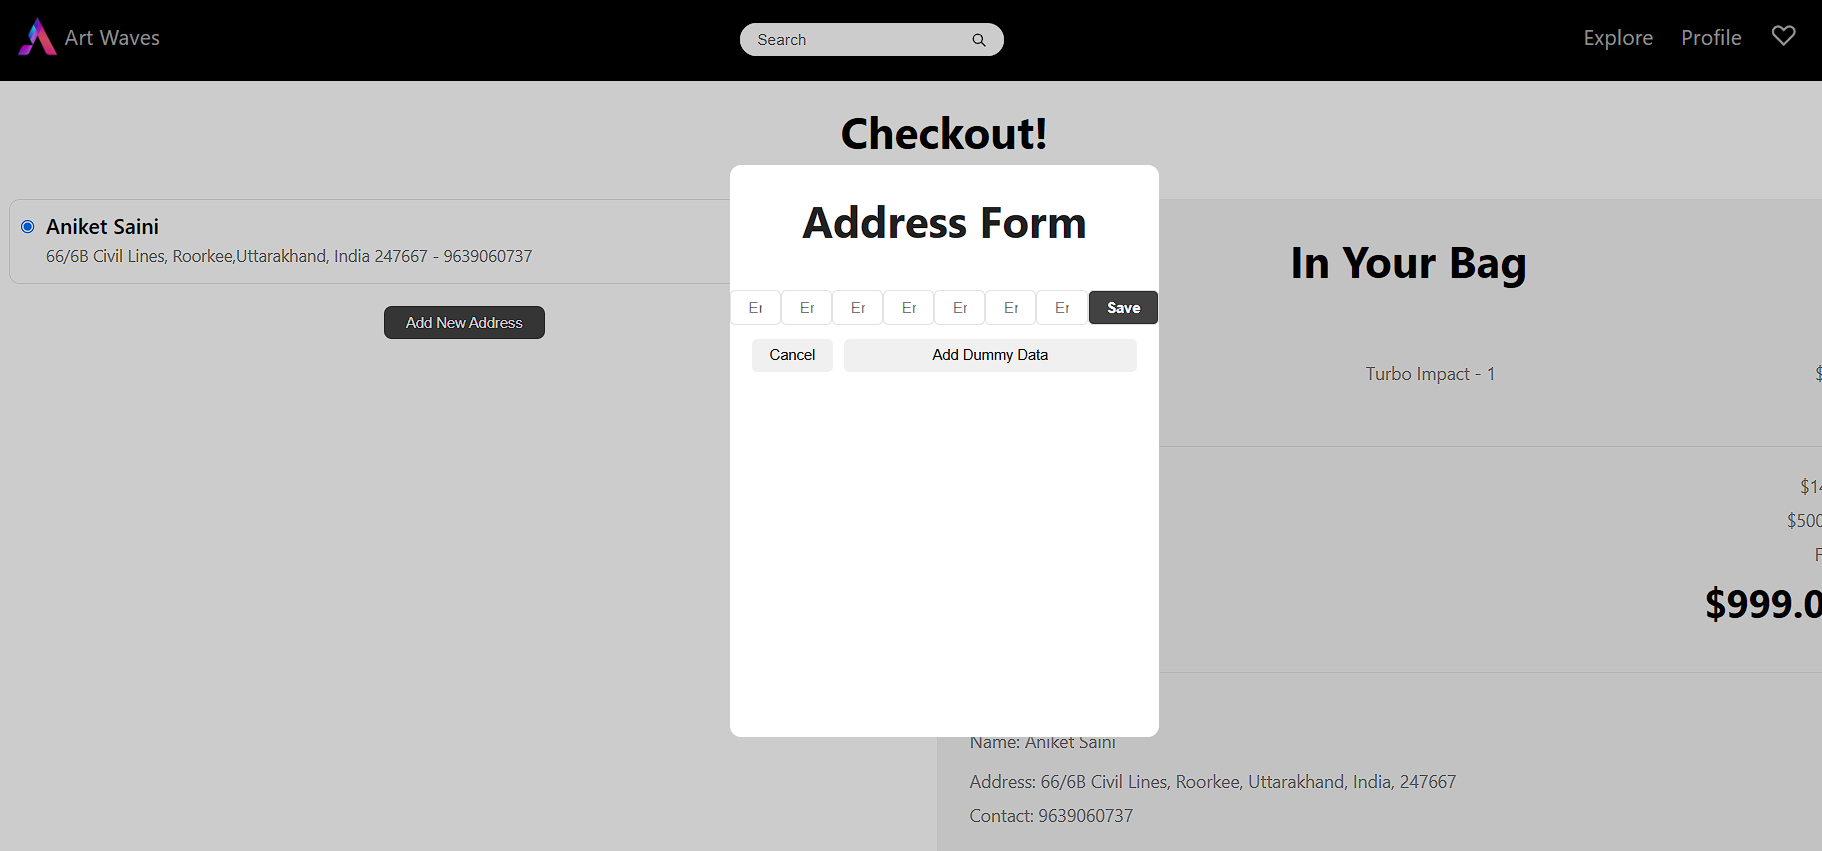 Art Waves
Search
Explore
Profile
Checkout!
Aniket Saini
66/6B Civil Lines, Roorkee,Uttarakhand, India 247667 - 9639060737
Add New Address
Address Form
Er Er Er Er Er Er Er Save
Cancel
Add Dummy Data
In Your Bag
Turbo Impact - 1
$
$14
$500
F
$999.0
Name: Aniket Saini
Address: 66/6B Civil Lines, Roorkee, Uttarakhand, India, 247667
Contact: 9639060737